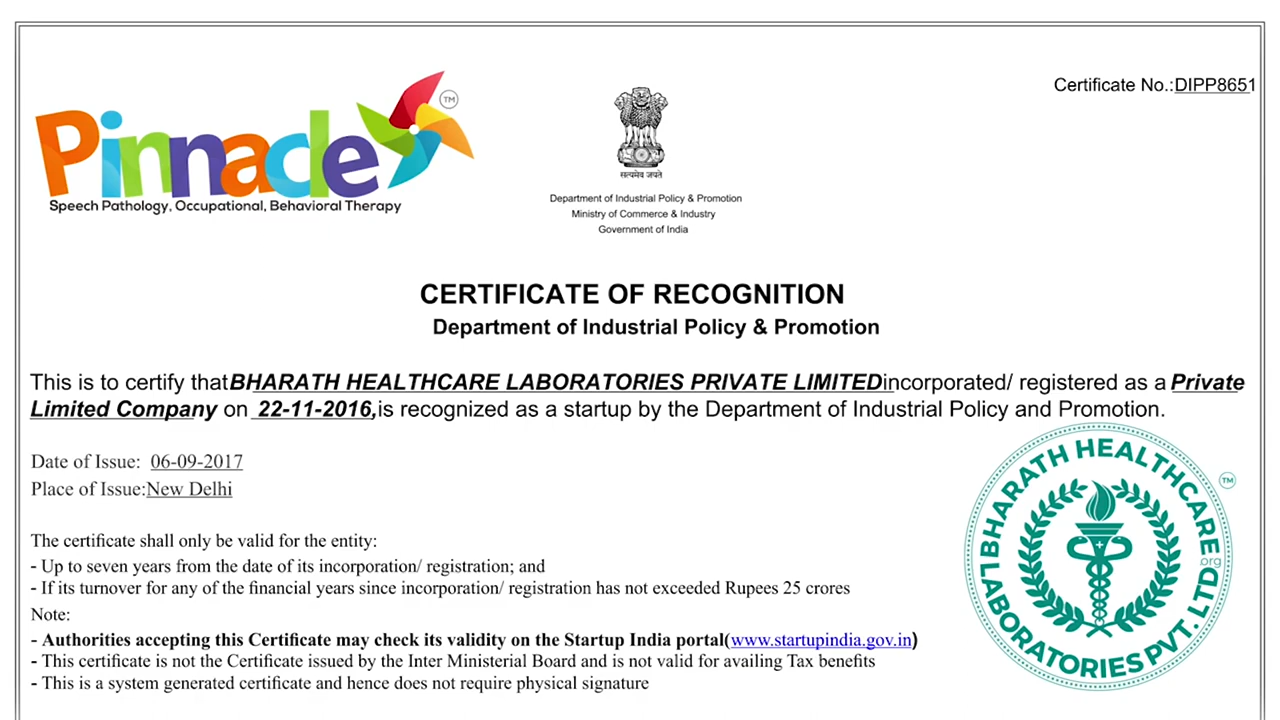 Certificate No.:DIPP8651
Pinnacle
TM
Speech Pathology, Occupational, Behavioral Therapy
सत्यमेव जयते
Department of Industrial Policy & Promotion
Ministry of Commerce & Industry
Government of India
CERTIFICATE OF RECOGNITION
Department of Industrial Policy & Promotion
This is to certify that BHARATH HEALTHCARE LABORATORIES PRIVATE LIMITED incorporated/ registered as a Private
Limited Company on 22-11-2016, is recognized as a startup by the Department of Industrial Policy and Promotion.
Date of Issue: 06-09-2017
Place of Issue:New Delhi
The certificate shall only be valid for the entity:
- Up to seven years from the date of its incorporation/ registration; and
- If its turnover for any of the financial years since incorporation/ registration has not exceeded Rupees 25 crores
Note:
- Authorities accepting this Certificate may check its validity on the Startup India portal(www.startupindia.gov.in)
- This certificate is not the Certificate issued by the Inter Ministerial Board and is not valid for availing Tax benefits
- This is a system generated certificate and hence does not require physical signature
BHARATH HEALTHCARE
LABORATORIES PVT. LTD
.org
TM